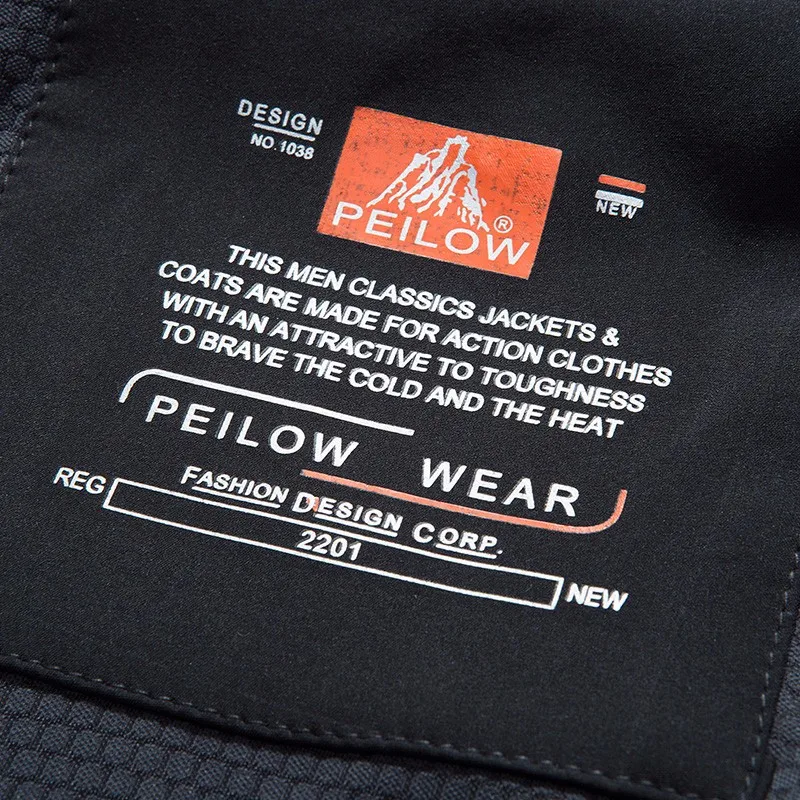 DESIGN
NO.1038
PEILOW®
NEW
THIS MEN CLASSICS JACKETS &
COATS ARE MADE FOR ACTION CLOTHES
WITH AN ATTRACTIVE TO TOUGHNESS
TO BRAVE THE COLD AND THE HEAT
PEILOW WEAR
FASHION DESIGN CORP.
REG 2201 NEW